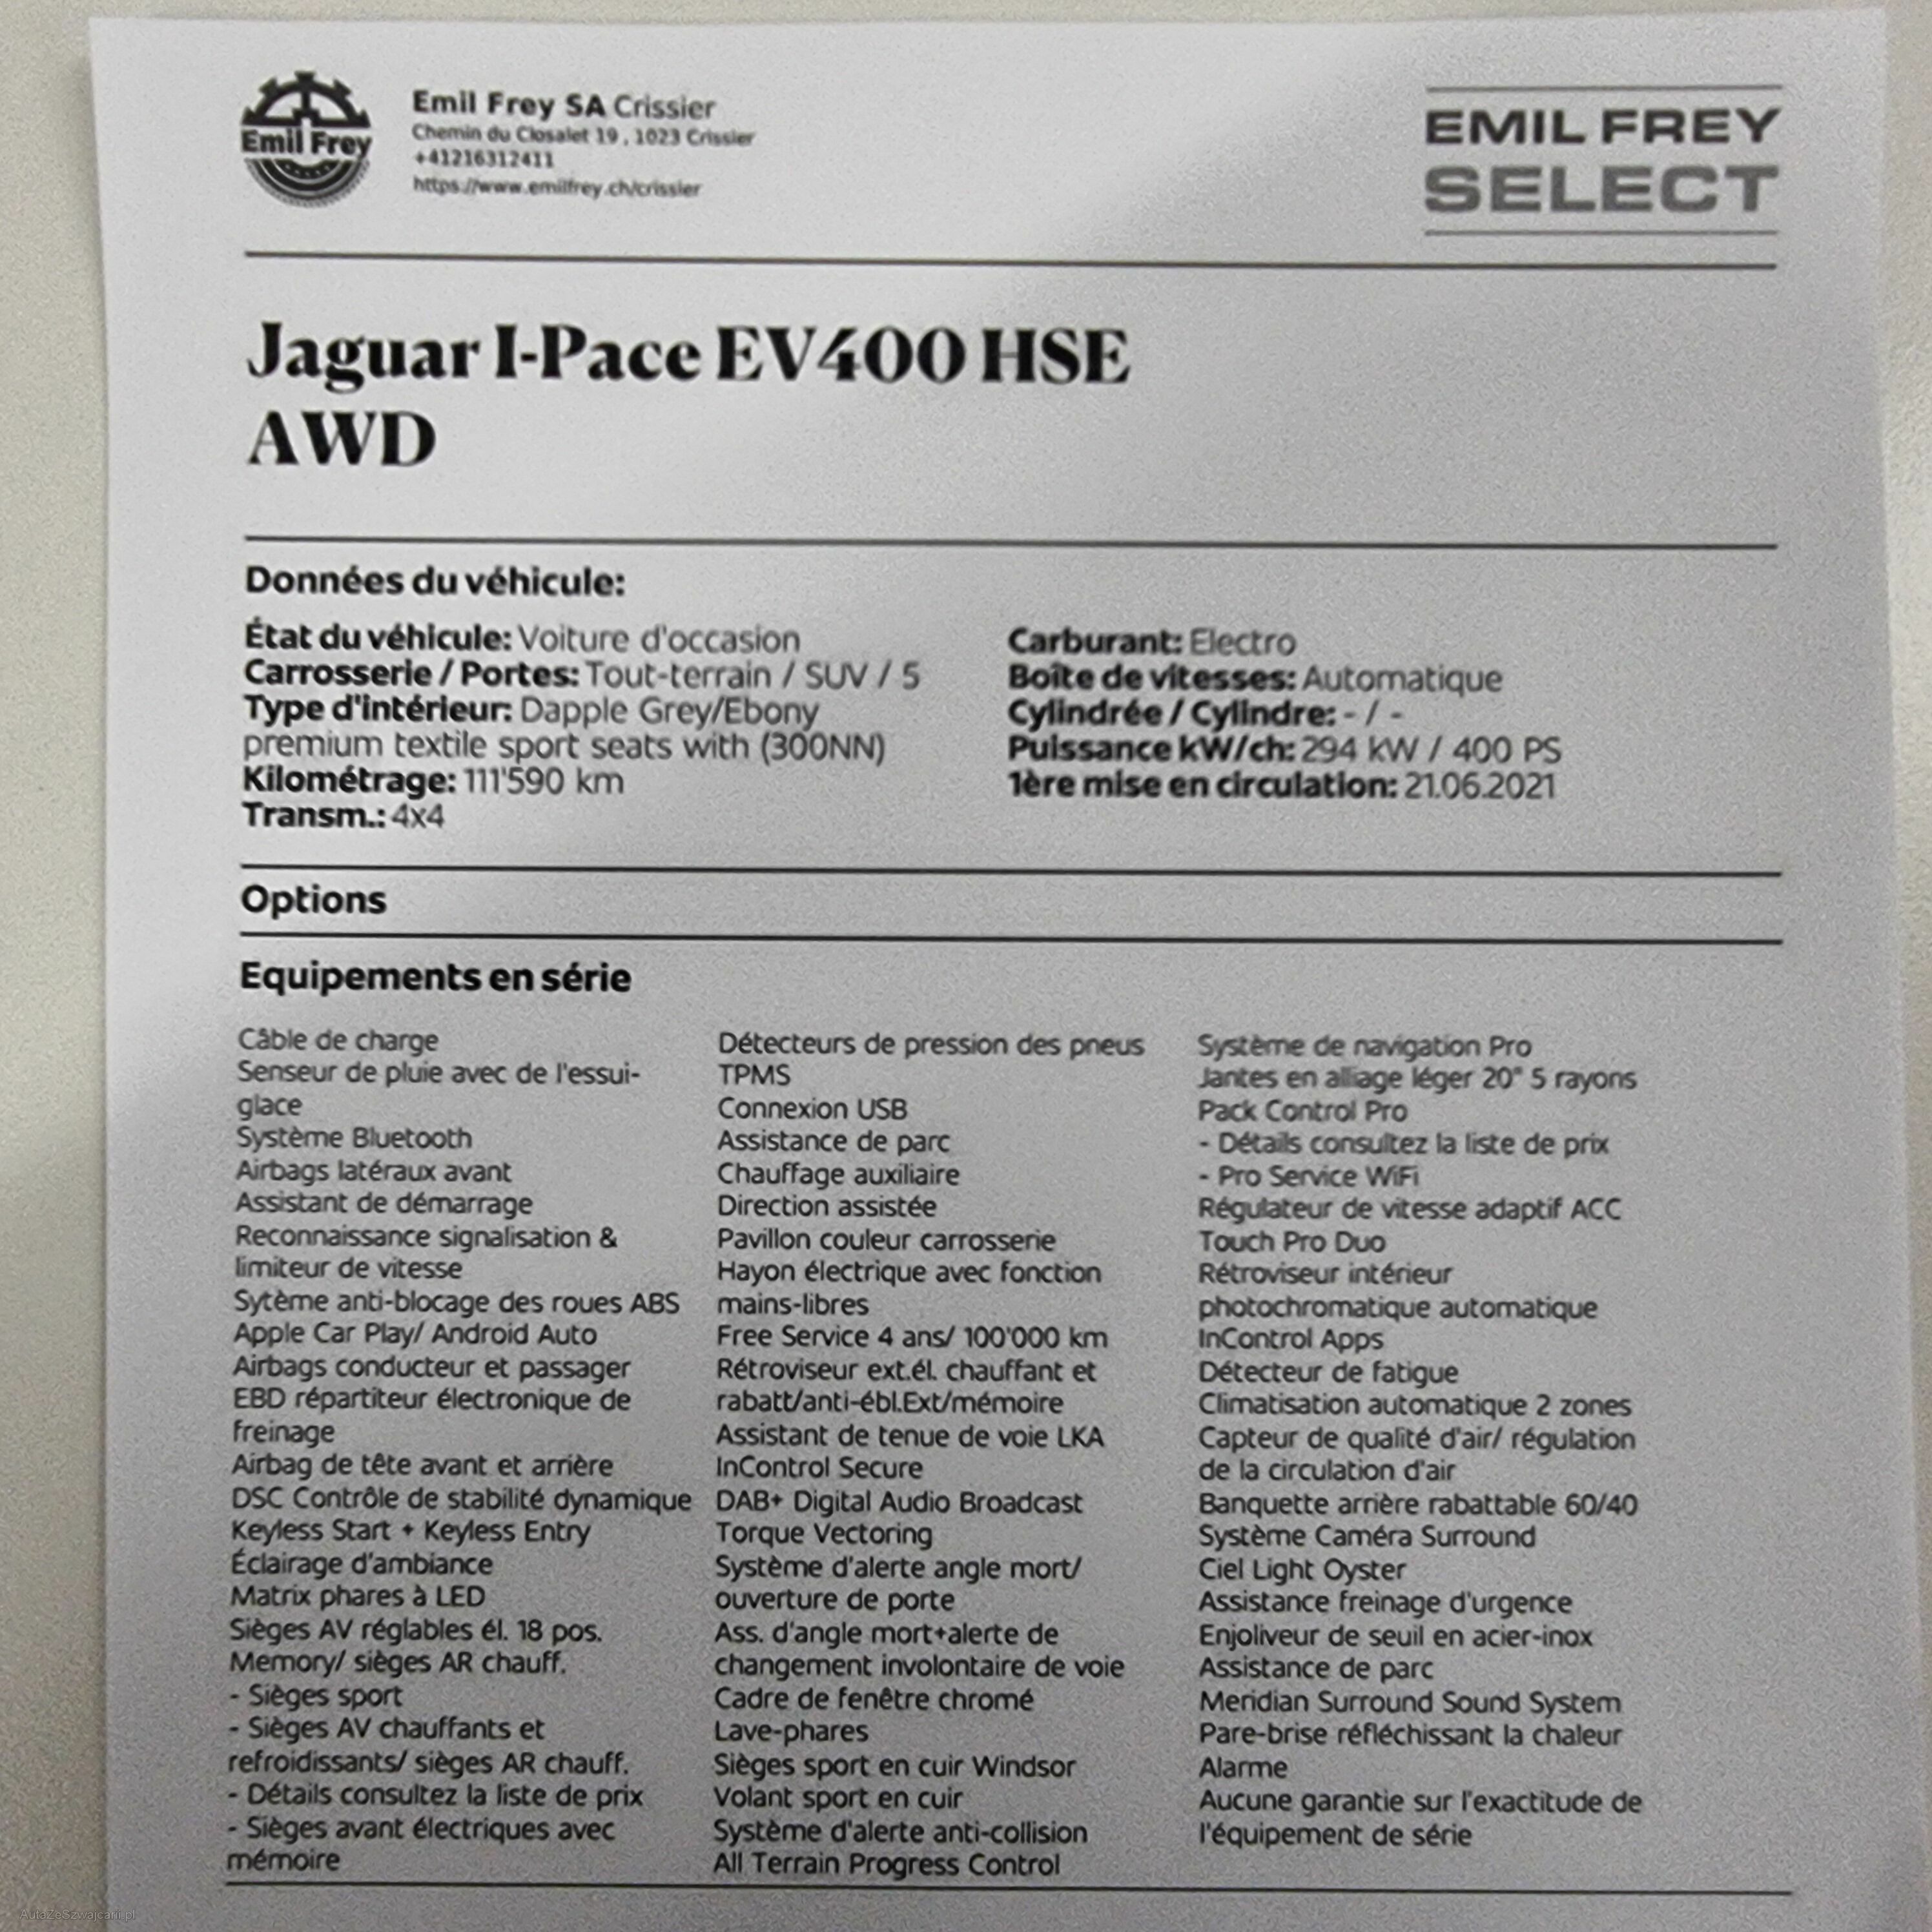 Emil Frey
Emil Frey SA Crissier
Chemin du Closalet 19 , 1023 Crissier
+41216312411
https://www.emilfrey.ch/crissier
EMIL FREY
SELECT
Jaguar I-Pace EV400 HSE
AWD
Données du véhicule:
État du véhicule: Voiture d'occasion
Carrosserie / Portes: Tout-terrain / SUV / 5
Type d'intérieur: Dapple Grey/Ebony
premium textile sport seats with (300NN)
Kilométrage: 111'590 km
Transm.: 4x4
Carburant: Electro
Boîte de vitesses: Automatique
Cylindrée / Cylindre: - / -
Puissance kW/ch: 294 kW / 400 PS
1ère mise en circulation: 21.06.2021
Options
Equipements en série
Câble de charge
Senseur de pluie avec de l'essui-
glace
Système Bluetooth
Airbags latéraux avant
Assistant de démarrage
Reconnaissance signalisation &
limiteur de vitesse
Sytème anti-blocage des roues ABS
Apple Car Play/ Android Auto
Airbags conducteur et passager
EBD répartiteur électronique de
freinage
Airbag de tête avant et arrière
DSC Contrôle de stabilité dynamique
Keyless Start + Keyless Entry
Éclairage d'ambiance
Matrix phares à LED
Sièges AV réglables él. 18 pos.
Memory/ sièges AR chauff.
- Sièges sport
- Sièges AV chauffants et
refroidissants/ sièges AR chauff.
- Détails consultez la liste de prix
- Sièges avant électriques avec
mémoire
Détecteurs de pression des pneus
TPMS
Connexion USB
Assistance de parc
Chauffage auxiliaire
Direction assistée
Pavillon couleur carrosserie
Hayon électrique avec fonction
mains-libres
Free Service 4 ans/ 100'000 km
Rétroviseur ext.él. chauffant et
rabatt/anti-ébl.Ext/mémoire
Assistant de tenue de voie LKA
InControl Secure
DAB+ Digital Audio Broadcast
Torque Vectoring
Système d'alerte angle mort/
ouverture de porte
Ass. d'angle mort+alerte de
changement involontaire de voie
Cadre de fenêtre chromé
Lave-phares
Sièges sport en cuir Windsor
Volant sport en cuir
Système d'alerte anti-collision
All Terrain Progress Control
Système de navigation Pro
Jantes en alliage léger 20" 5 rayons
Pack Control Pro
- Détails consultez la liste de prix
- Pro Service WiFi
Régulateur de vitesse adaptif ACC
Touch Pro Duo
Rétroviseur intérieur
photochromatique automatique
InControl Apps
Détecteur de fatigue
Climatisation automatique 2 zones
Capteur de qualité d'air/ régulation
de la circulation d'air
Banquette arrière rabattable 60/40
Système Caméra Surround
Ciel Light Oyster
Assistance freinage d'urgence
Enjoliveur de seuil en acier-inox
Assistance de parc
Meridian Surround Sound System
Pare-brise réfléchissant la chaleur
Alarme
Aucune garantie sur l'exactitude de
l'équipement de série
AutaZeSzwajcarii.pl